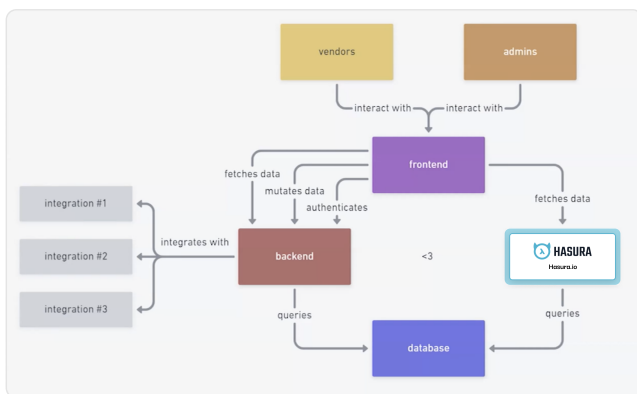 vendors
admins
interact with
interact with
frontend
fetches data
mutates data
authenticates
fetches data
integration #1
integrates with
integration #2
integration #3
backend
<3
HASURA
Hasura.io
queries
queries
database